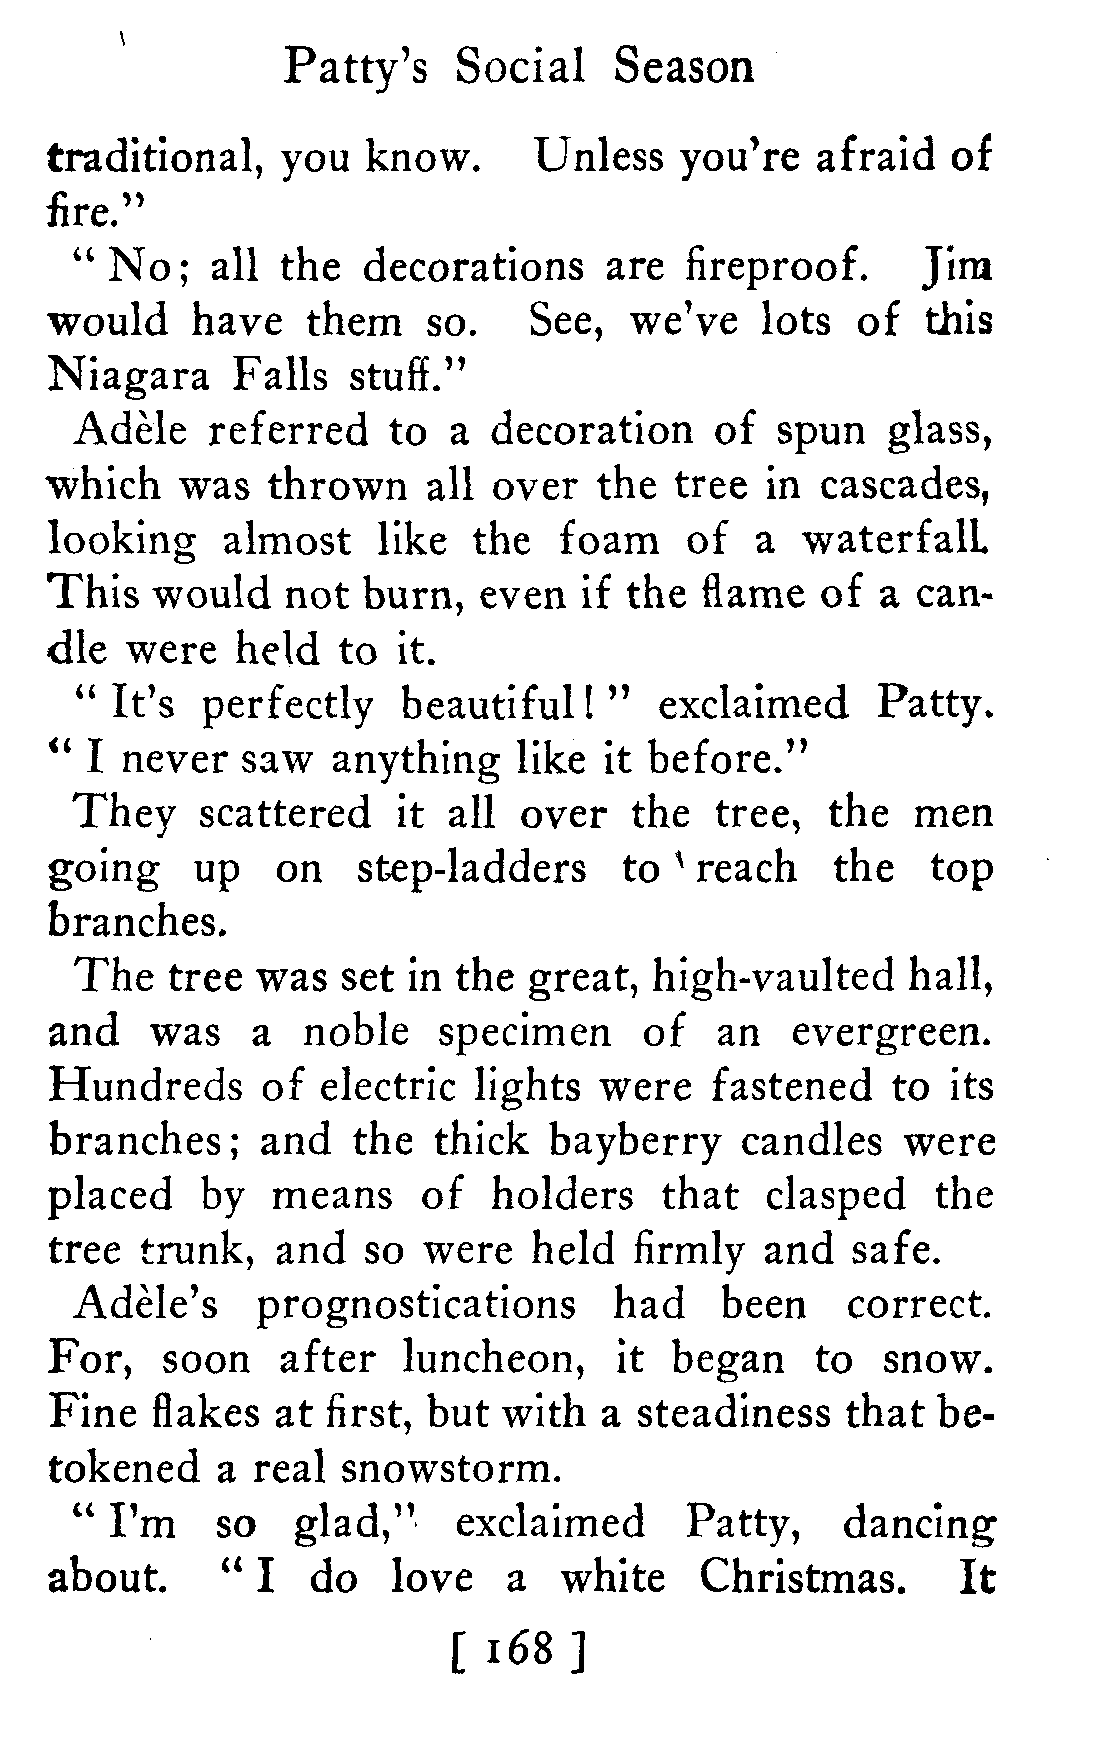 Patty's Social Season
traditional, you know. Unless you're afraid of
fire."
"No; all the decorations are fireproof. Jim
would have them so. See, we've lots of this
Niagara Falls stuff."
Adèle referred to a decoration of spun glass,
which was thrown all over the tree in cascades,
looking almost like the foam of a waterfall.
This would not burn, even if the flame of a can-
dle were held to it.
"It's perfectly beautiful!" exclaimed Patty.
"I never saw anything like it before."
They scattered it all over the tree, the men
going up on step-ladders to reach the top
branches.
The tree was set in the great, high-vaulted hall,
and was a noble specimen of an evergreen.
Hundreds of electric lights were fastened to its
branches; and the thick bayberry candles were
placed by means of holders that clasped the
tree trunk, and so were held firmly and safe.
Adèle's prognostications had been correct.
For, soon after luncheon, it began to snow.
Fine flakes at first, but with a steadiness that be-
tokened a real snowstorm.
"I'm so glad," exclaimed Patty, dancing
about. "I do love a white Christmas. It
[ 168 ]